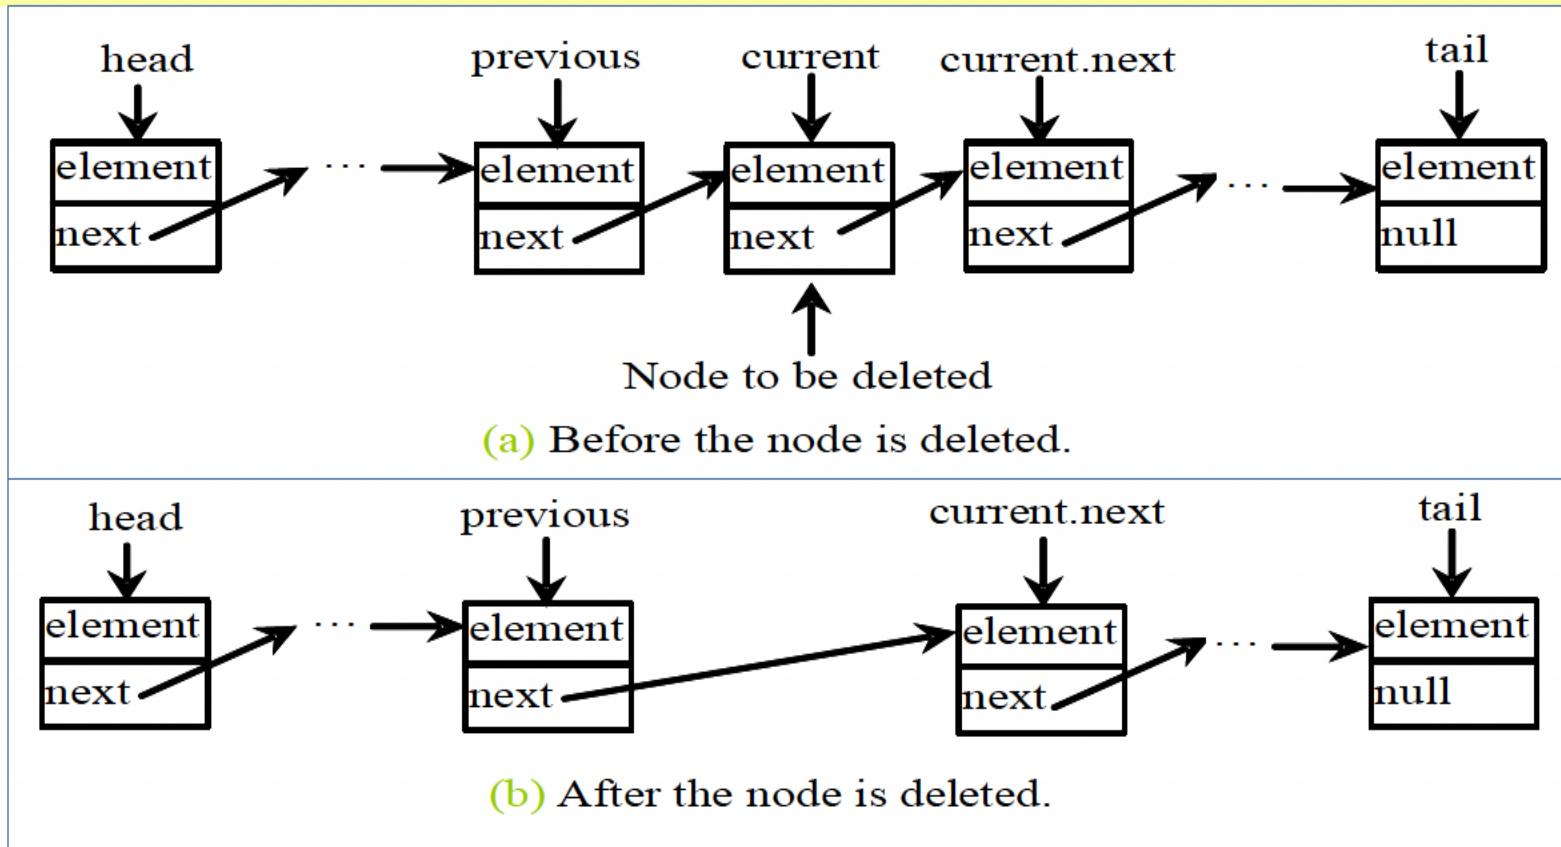 head previous current current.next tail
element ... element element element ... element
next next next next null
Node to be deleted
(a) Before the node is deleted.
head previous current.next tail
element ... element element ... element
next next next null
(b) After the node is deleted.